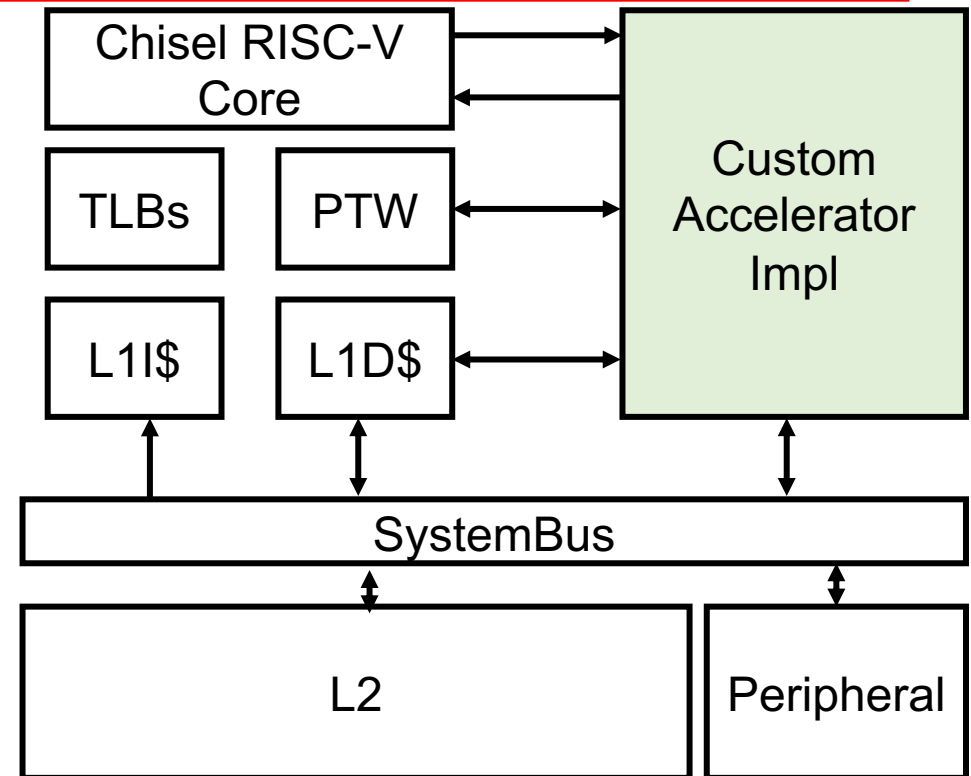 Chisel RISC-V
Core
Custom
Accelerator
Impl
TLBs
PTW
L1I$
L1D$
SystemBus
L2
Peripheral